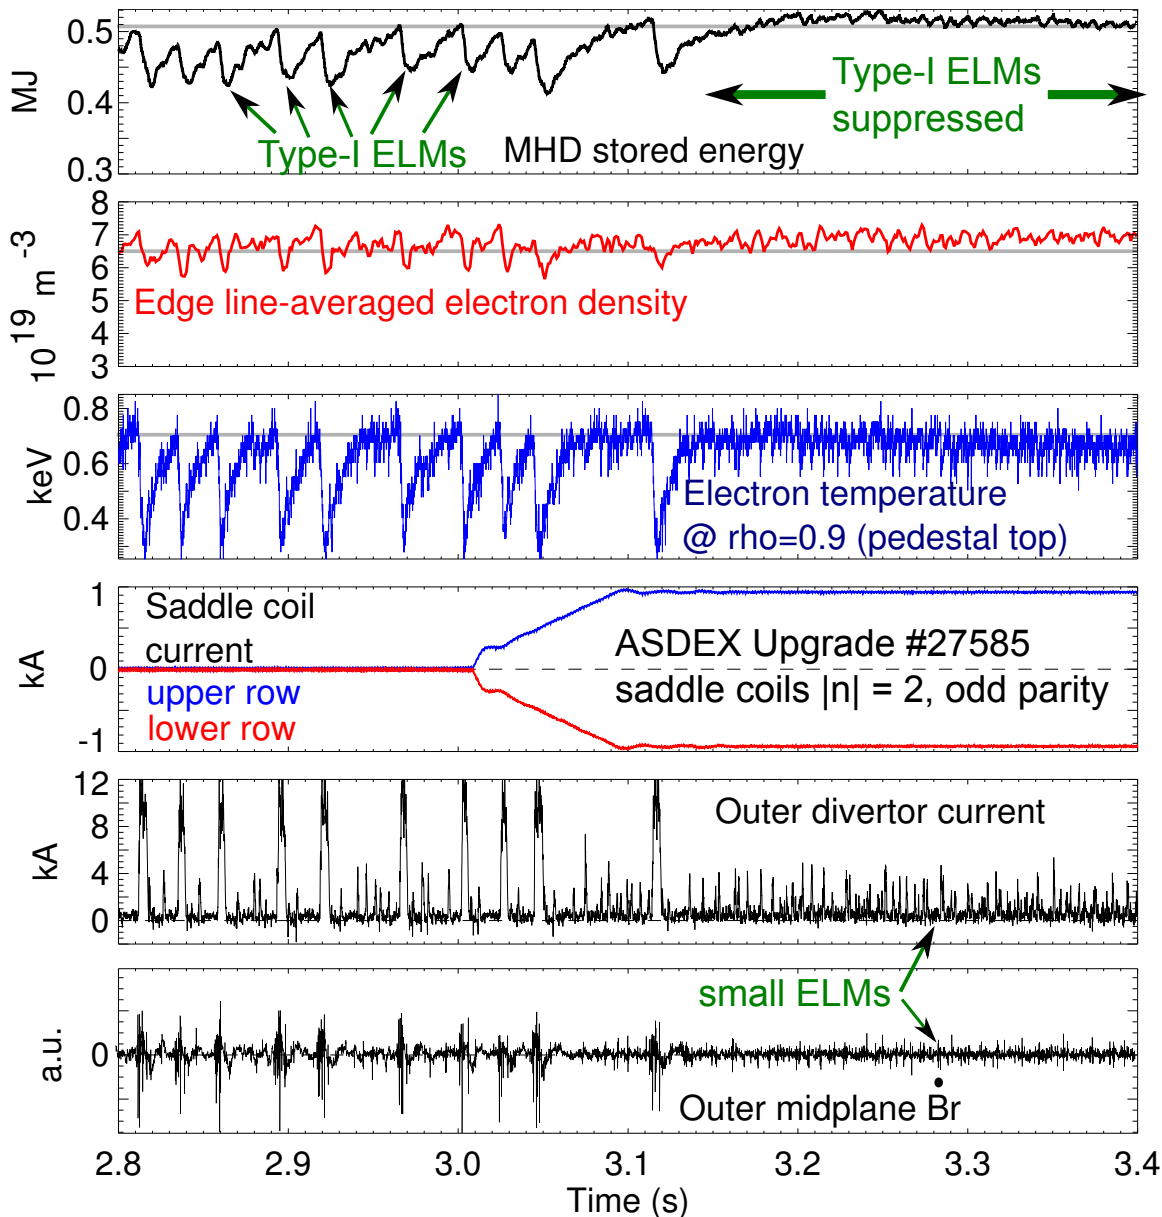 0.5
0.4
0.3
MJ
Type-I ELMs
MHD stored energy
Type-I ELMs
suppressed
8
7
6
5
4
3
10^19 m^-3
Edge line-averaged electron density
0.8
0.6
0.4
keV
Electron temperature
@ rho=0.9 (pedestal top)
1
0
-1
kA
Saddle coil
current
upper row
lower row
ASDEX Upgrade #27585
saddle coils |n| = 2, odd parity
12
8
4
0
kA
Outer divertor current
small ELMs
0
a.u.
Outer midplane Ḃr
2.8 2.9 3.0 3.1 3.2 3.3 3.4
Time (s)